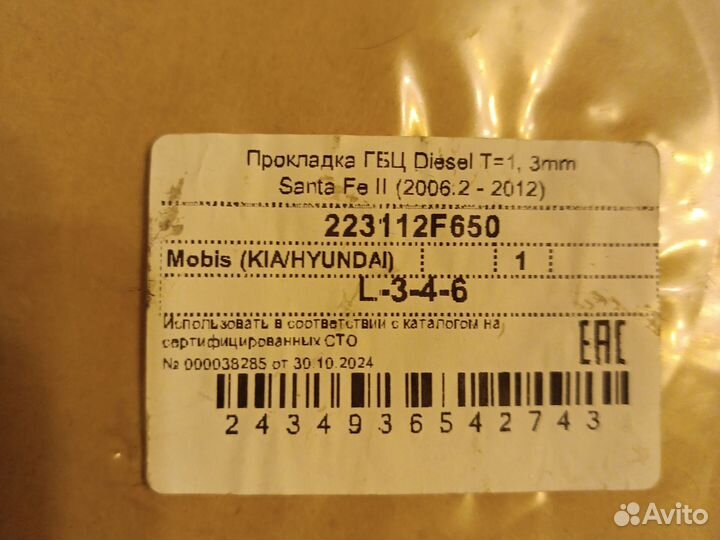 Прокладка ГБЦ Diesel T=1, 3mm
Santa Fe II (2006.2 - 2012)
223112F650
Mobis (KIA/HYUNDAI) 1
L-3-4-6
Использовать в соответствии с каталогом на
сертифицированных СТО
№ 000038285 от 30.10.2024
EAC
2434936542743
Avito